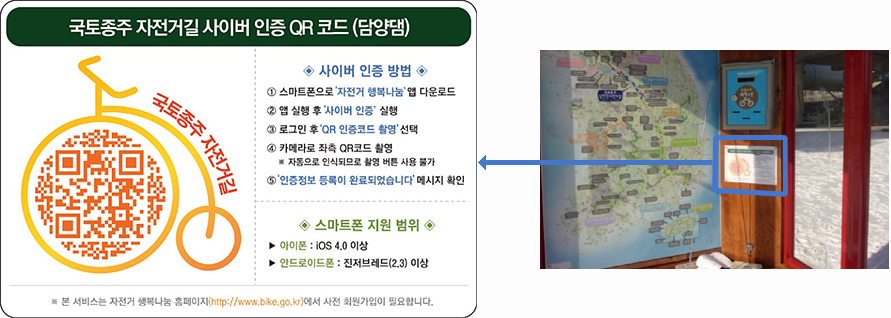 국토종주 자전거길 사이버 인증 QR 코드 (담양댐)
국토종주 자전거길
◈ 사이버 인증 방법 ◈
① 스마트폰으로 '자전거 행복나눔' 앱 다운로드
② 앱 실행 후 '사이버 인증' 실행
③ 로그인 후 'QR 인증코드 촬영' 선택
④ 카메라로 좌측 QR코드 촬영
※ 자동으로 인식되므로 촬영 버튼 사용 불가
⑤ '인증정보 등록이 완료되었습니다' 메시지 확인
◈ 스마트폰 지원 범위 ◈
▶ 아이폰 : iOS 4.0 이상
▶ 안드로이드폰 : 진저브레드(2.3) 이상
※ 본 서비스는 자전거 행복나눔 홈페이지(http://www.bike.go.kr)에서 사전 회원가입이 필요합니다.